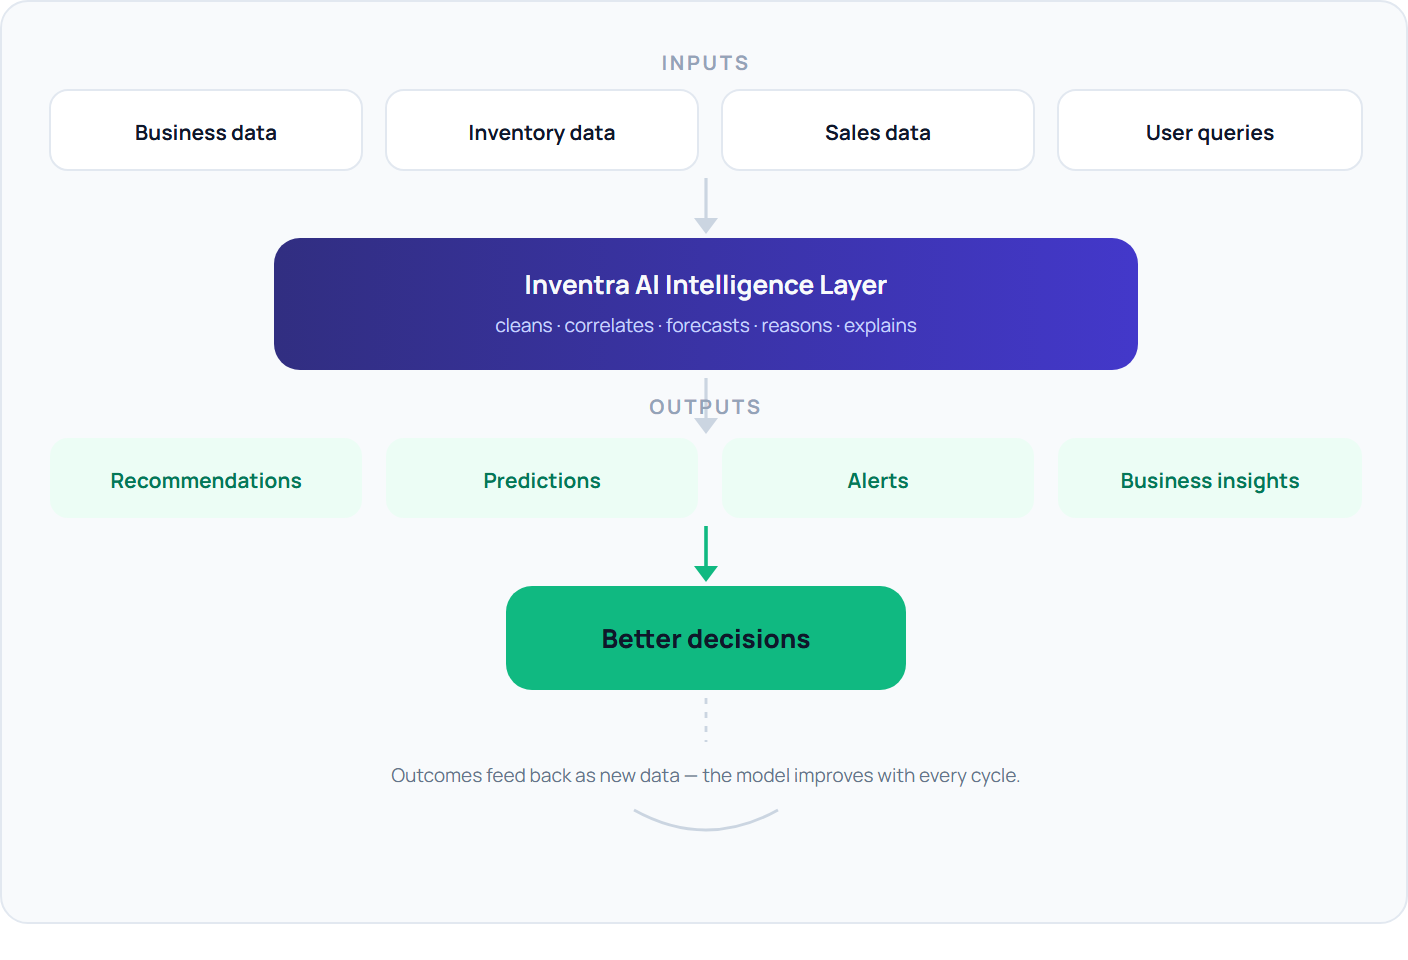 INPUTS
Business data
Inventory data
Sales data
User queries
Inventra AI Intelligence Layer
cleans · correlates · forecasts · reasons · explains
OUTPUTS
Recommendations
Predictions
Alerts
Business insights
Better decisions
Outcomes feed back as new data — the model improves with every cycle.